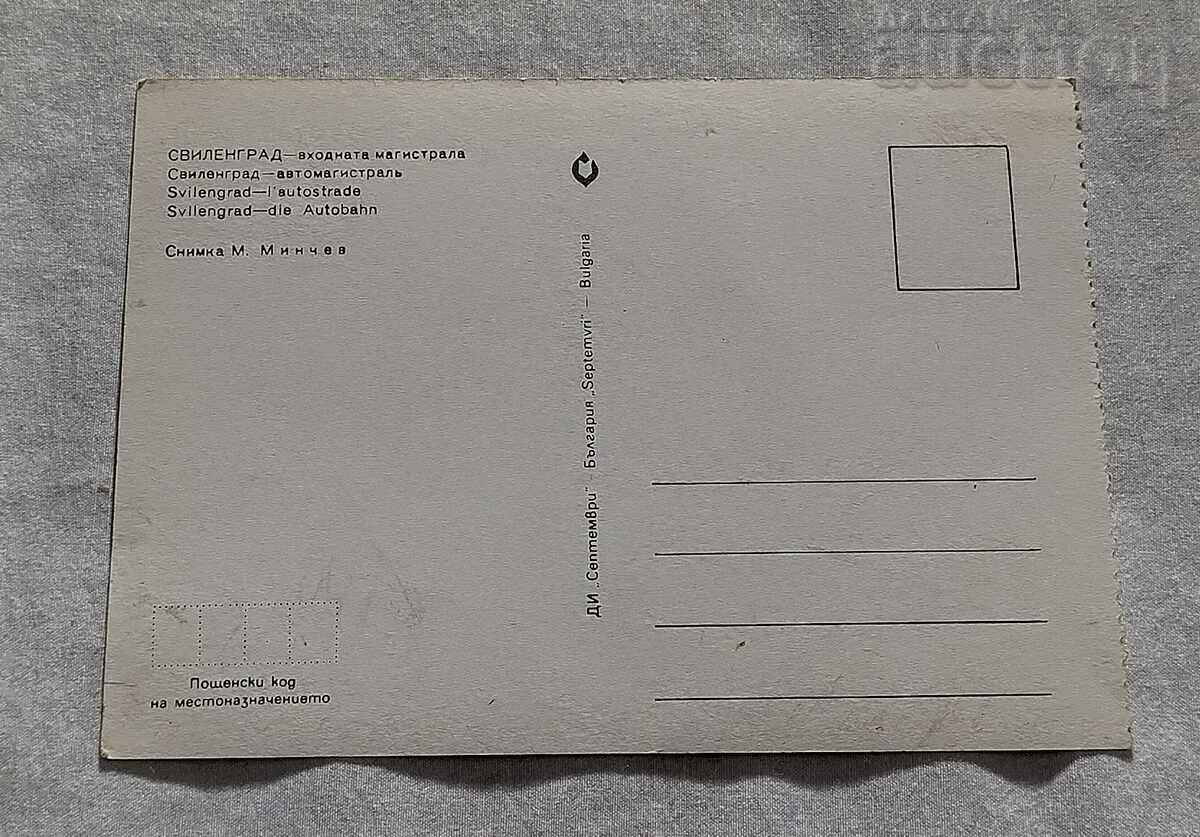 СВИЛЕНГРАД—входната магистрала
Свиленград—автомагистраль
Svilengrad—l'autostrade
Svilengrad—die Autobahn
Снимка М. Минчев
ДИ „Септември" - България „Septemvri" — Bulgaria
Пощенски код
на местоназначението